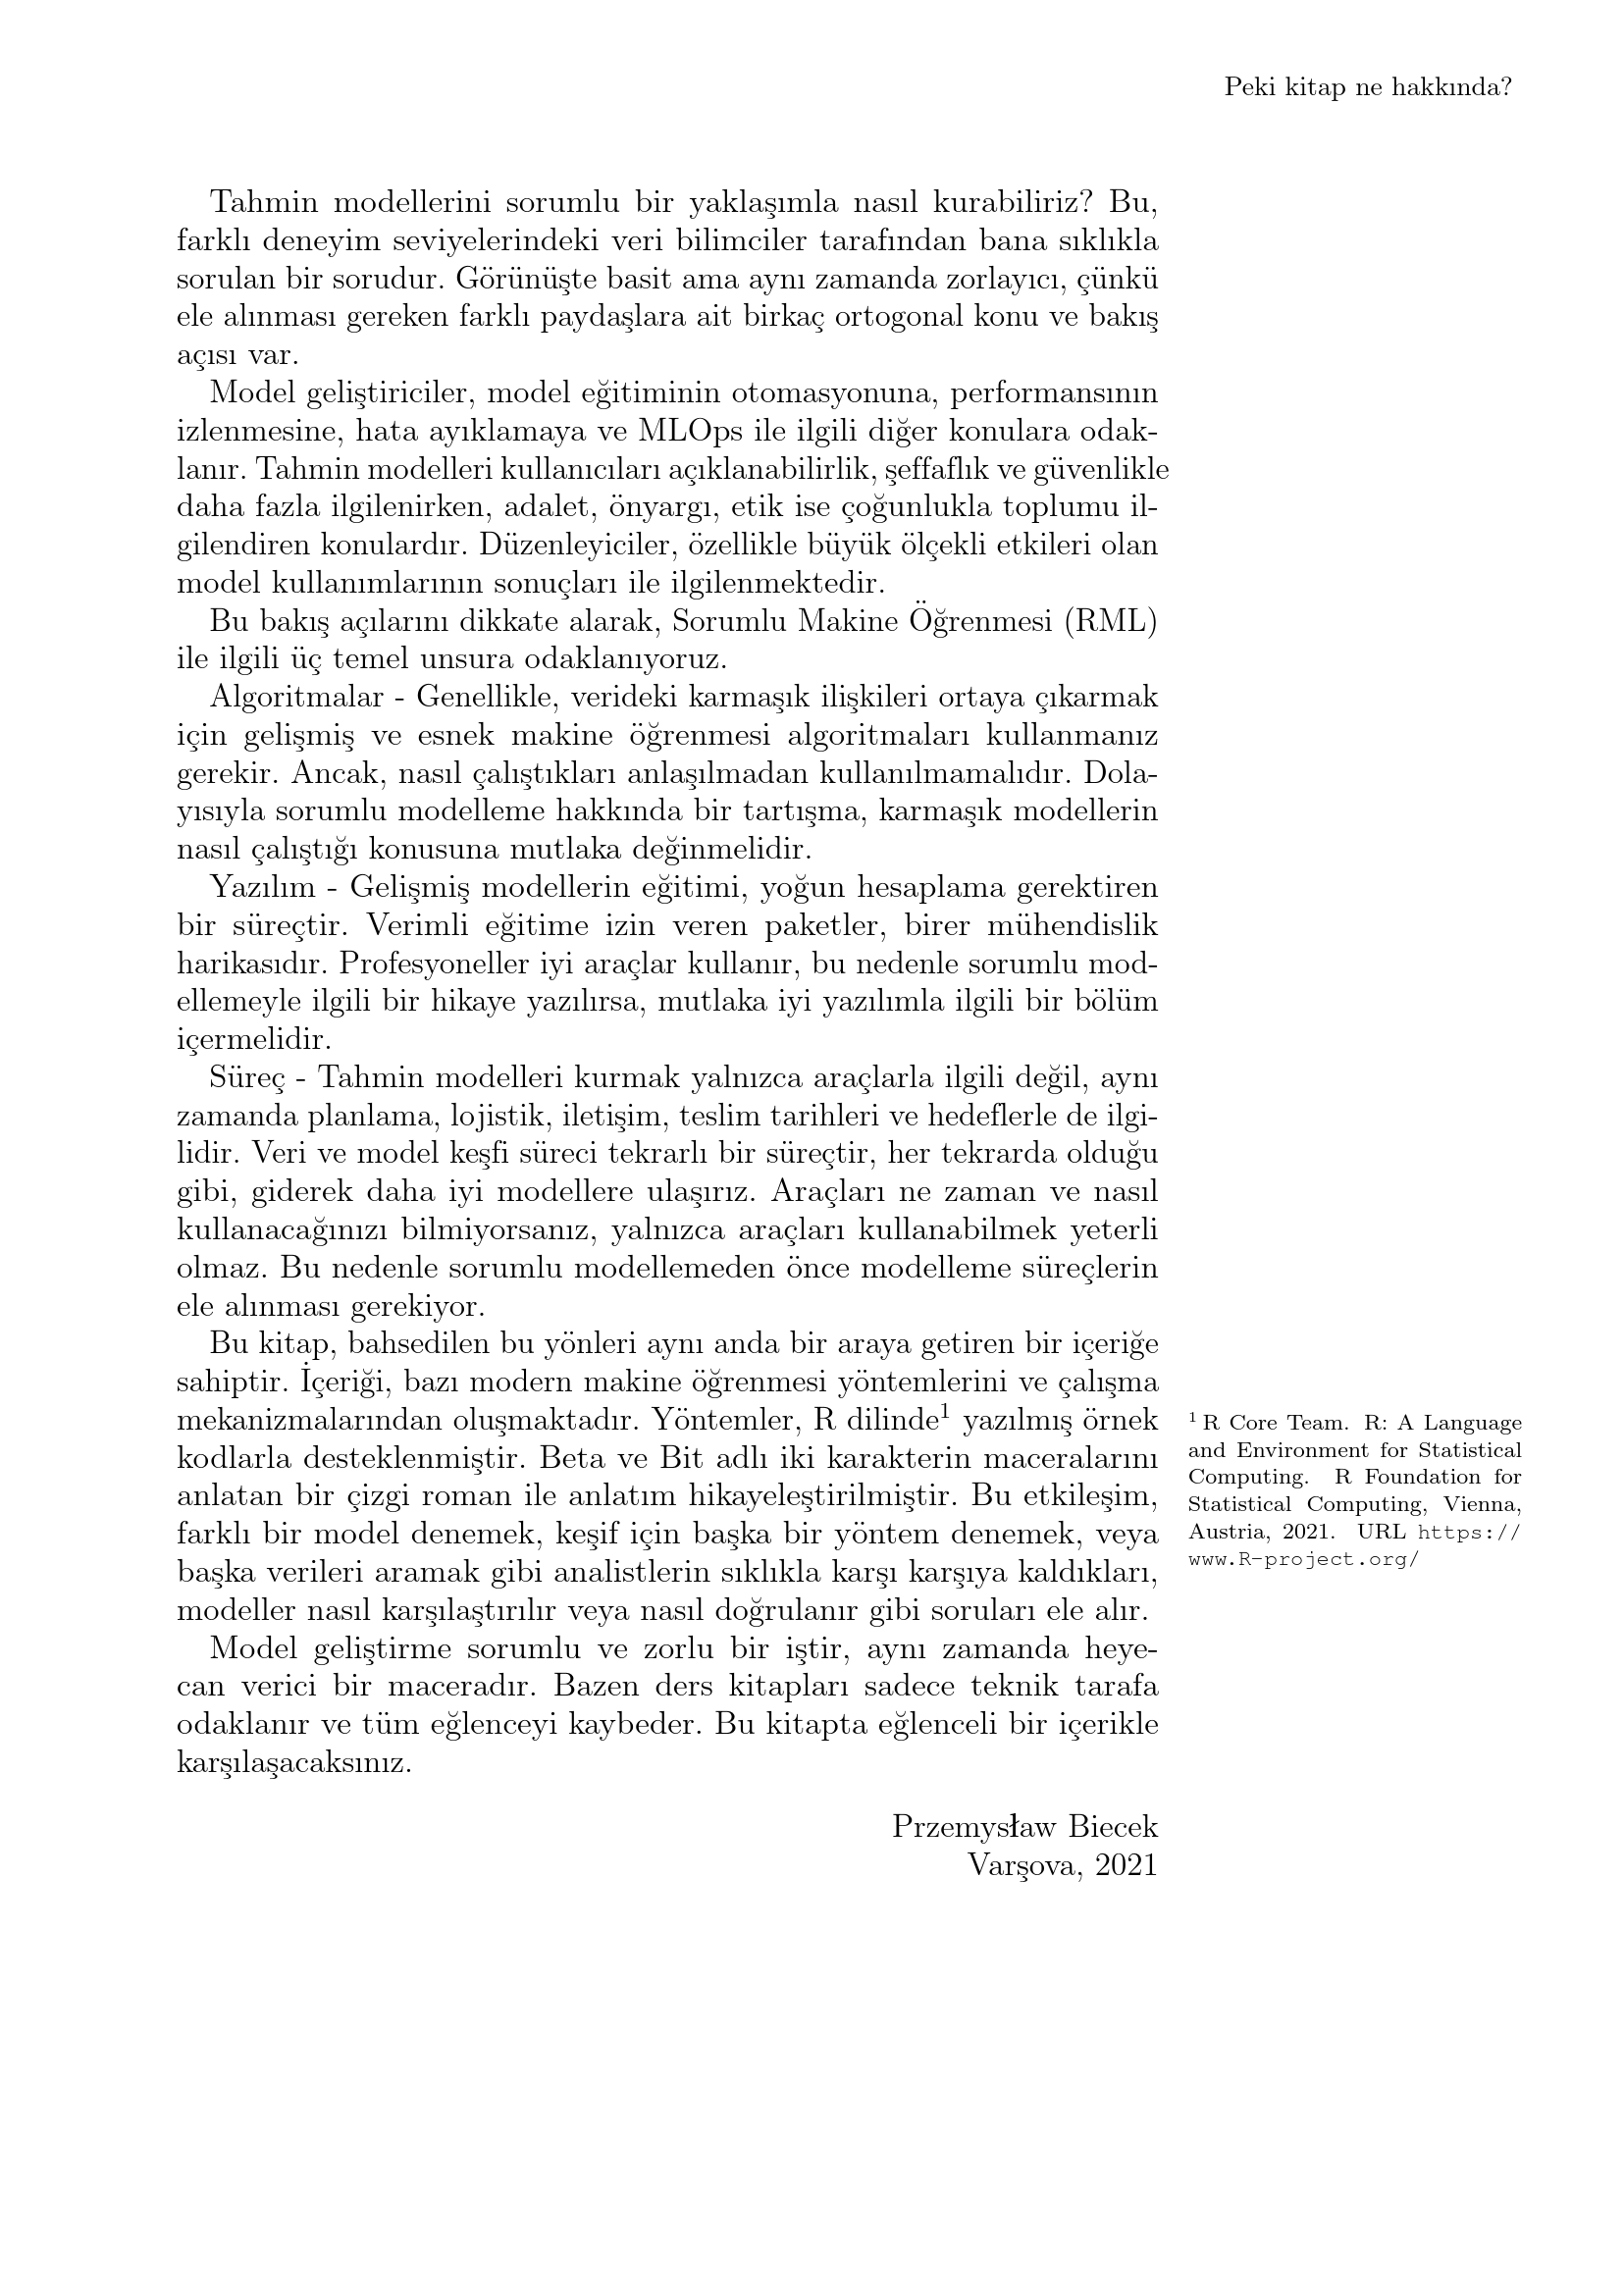 Peki kitap ne hakkında?
Tahmin modellerini sorumlu bir yaklaşımla nasıl kurabiliriz? Bu,
farklı deneyim seviyelerindeki veri bilimciler tarafından bana sıklıkla
sorulan bir sorudur. Görünüşte basit ama aynı zamanda zorlayıcı, çünkü
ele alınması gereken farklı paydaşlara ait birkaç ortogonal konu ve bakış
açısı var.
Model geliştiriciler, model eğitiminin otomasyonuna, performansının
izlenmesine, hata ayıklamaya ve MLOps ile ilgili diğer konulara odak-
lanır. Tahmin modelleri kullanıcıları açıklanabilirlik, şeffaflık ve güvenlikle
daha fazla ilgilenirken, adalet, önyargı, etik ise çoğunlukla toplumu il-
gilendiren konulardır. Düzenleyiciler, özellikle büyük ölçekli etkileri olan
model kullanımlarının sonuçları ile ilgilenmektedir.
Bu bakış açılarını dikkate alarak, Sorumlu Makine Öğrenmesi (RML)
ile ilgili üç temel unsura odaklanıyoruz.
Algoritmalar - Genellikle, verideki karmaşık ilişkileri ortaya çıkarmak
için gelişmiş ve esnek makine öğrenmesi algoritmaları kullanmanız
gerekir. Ancak, nasıl çalıştıkları anlaşılmadan kullanılmamalıdır. Dola-
yısıyla sorumlu modelleme hakkında bir tartışma, karmaşık modellerin
nasıl çalıştığı konusuna mutlaka değinmelidir.
Yazılım - Gelişmiş modellerin eğitimi, yoğun hesaplama gerektiren
bir süreçtir. Verimli eğitime izin veren paketler, birer mühendislik
harikasıdır. Profesyoneller iyi araçlar kullanır, bu nedenle sorumlu mod-
ellemeyle ilgili bir hikaye yazılırsa, mutlaka iyi yazılımla ilgili bir bölüm
içermelidir.
Süreç - Tahmin modelleri kurmak yalnızca araçlarla ilgili değil, aynı
zamanda planlama, lojistik, iletişim, teslim tarihleri ve hedeflerle de ilgi-
lidir. Veri ve model keşfi süreci tekrarlı bir süreçtir, her tekrarda olduğu
gibi, giderek daha iyi modellere ulaşırız. Araçları ne zaman ve nasıl
kullanacağınızı bilmiyorsanız, yalnızca araçları kullanabilmek yeterli
olmaz. Bu nedenle sorumlu modellemeden önce modelleme süreçlerin
ele alınması gerekiyor.
Bu kitap, bahsedilen bu yönleri aynı anda bir araya getiren bir içeriğe
sahiptir. İçeriği, bazı modern makine öğrenmesi yöntemlerini ve çalışma
mekanizmalarından oluşmaktadır. Yöntemler, R dilinde¹ yazılmış örnek
kodlarla desteklenmiştir. Beta ve Bit adlı iki karakterin maceralarını
anlatan bir çizgi roman ile anlatım hikayeleştirilmiştir. Bu etkileşim,
farklı bir model denemek, keşif için başka bir yöntem denemek, veya
başka verileri aramak gibi analistlerin sıklıkla karşı karşıya kaldıkları,
modeller nasıl karşılaştırılır veya nasıl doğrulanır gibi soruları ele alır.
Model geliştirme sorumlu ve zorlu bir iştir, aynı zamanda heye-
can verici bir maceradır. Bazen ders kitapları sadece teknik tarafa
odaklanır ve tüm eğlenceyi kaybeder. Bu kitapta eğlenceli bir içerikle
karşılaşacaksınız.
Przemysław Biecek
Varşova, 2021
¹ R Core Team. R: A Language
and Environment for Statistical
Computing. R Foundation for
Statistical Computing, Vienna,
Austria, 2021. URL https://
www.R-project.org/